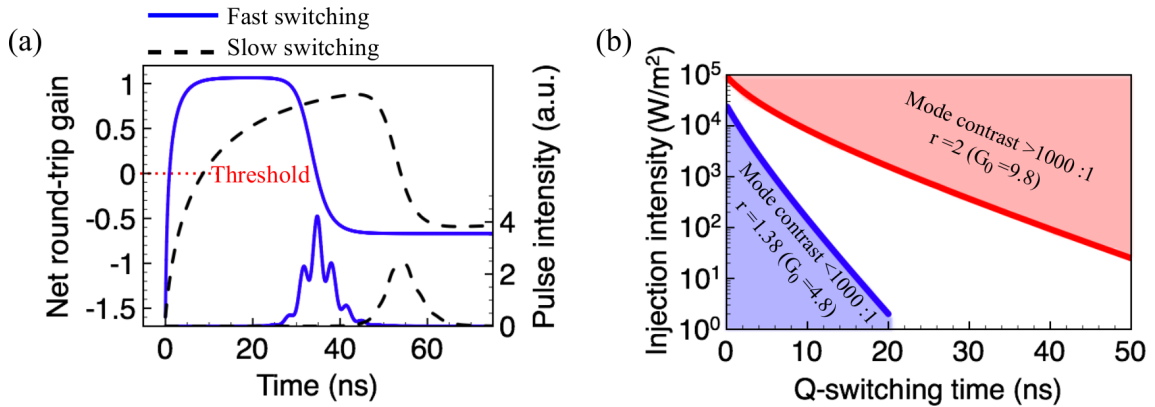 Fast switching
Slow switching
(a)
(b)
Net round-trip gain
1
0.5
0
-0.5
-1
-1.5
Threshold
4
2
0
Pulse intensity (a.u.)
0
20
40
60
Time (ns)
Injection intensity (W/m²)
10⁵
10⁴
10³
10²
10¹
10⁰
Mode contrast >1000 :1
r=2 (G₀ =9.8)
Mode contrast <1000 :1
r=1.38 (G₀ =4.8)
0
10
20
30
40
50
Q-switching time (ns)